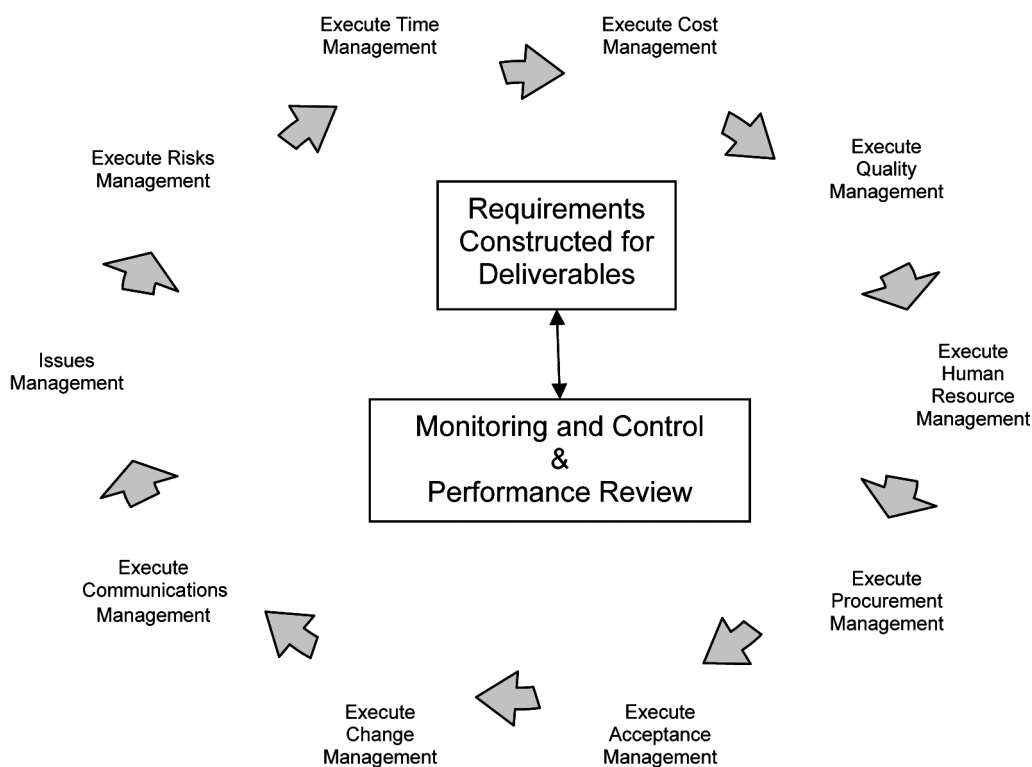 Execute Time
Management
Execute Cost
Management
Execute
Quality
Management
Execute
Human
Resource
Management
Execute
Procurement
Management
Execute
Acceptance
Management
Execute
Change
Management
Execute
Communications
Management
Issues
Management
Execute Risks
Management
Requirements
Constructed for
Deliverables
Monitoring and Control
&
Performance Review